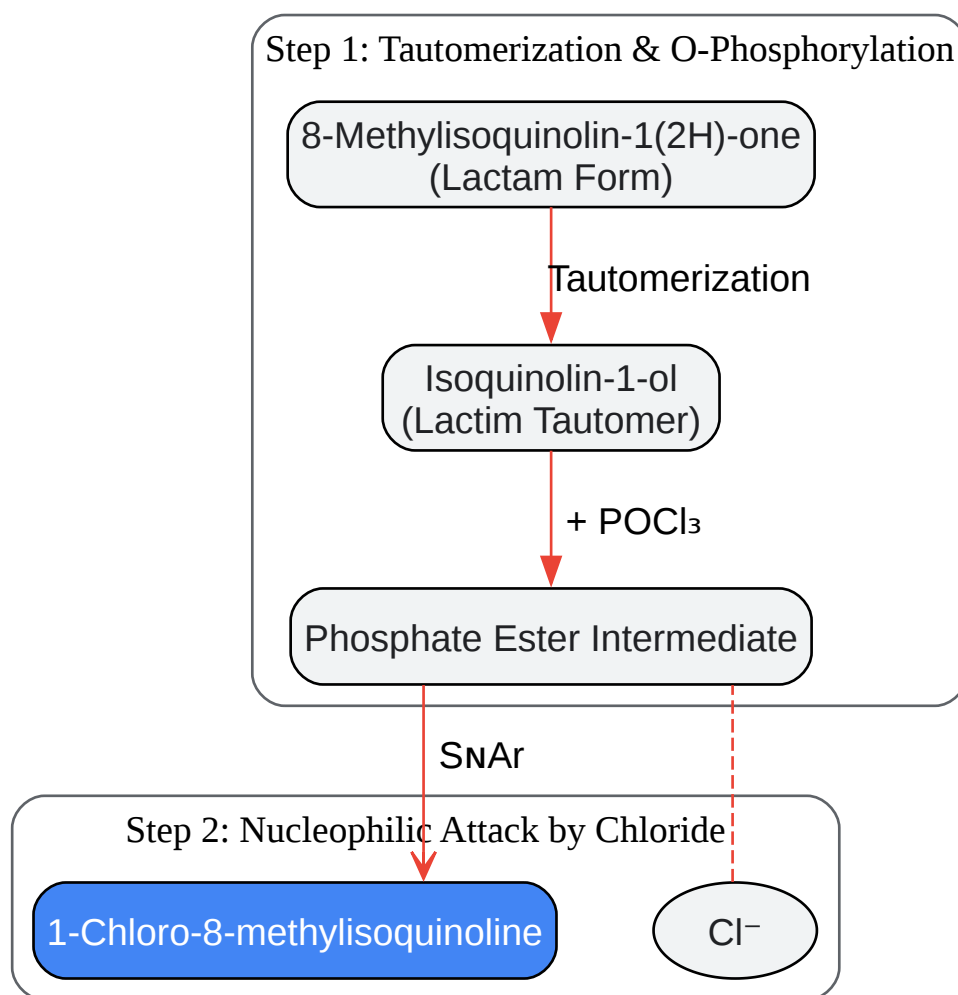 Step 1: Tautomerization & O-Phosphorylation
8-Methylisoquinolin-1(2H)-one
(Lactam Form)
Tautomerization
Isoquinolin-1-ol
(Lactim Tautomer)
+ POCl₃
Phosphate Ester Intermediate
SɴAr
Step 2: Nucleophilic Attack by Chloride
1-Chloro-8-methylisoquinoline
Cl⁻